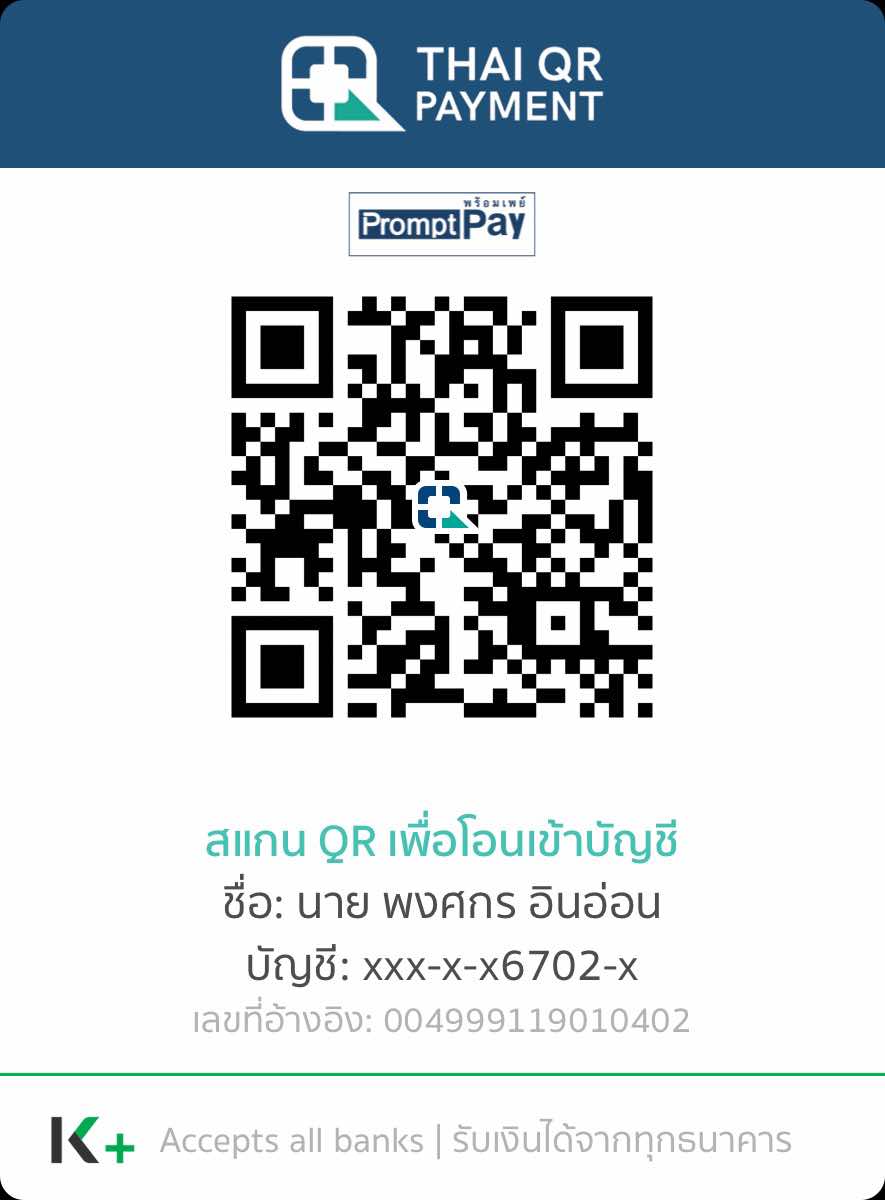 THAI QR
PAYMENT
พร้อมเพย์
PromptPay
สแกน QR เพื่อโอนเข้าบัญชี
ชื่อ: นาย พงศกร อินอ่อน
บัญชี: xxx-x-x6702-x
เลขที่อ้างอิง: 004999119010402
K+ Accepts all banks | รับเงินได้จากทุกธนาคาร